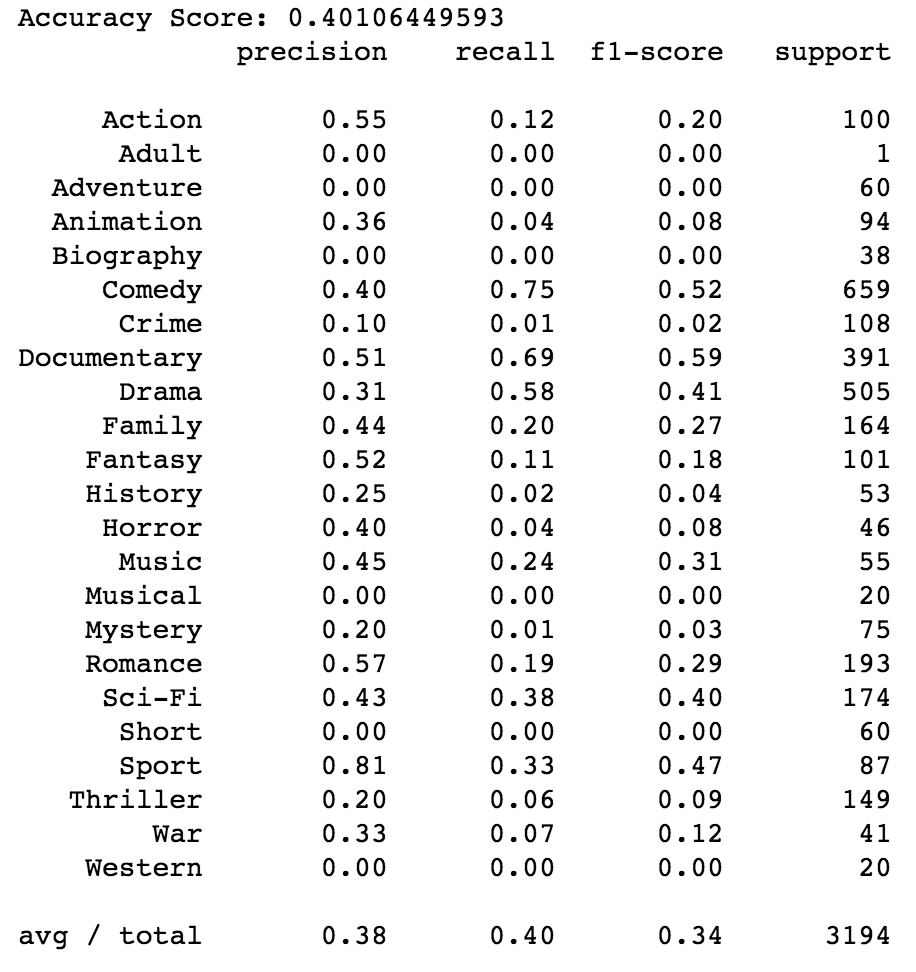 Accuracy Score: 0.40106449593
precision recall f1-score support
Action 0.55 0.12 0.20 100
Adult 0.00 0.00 0.00 1
Adventure 0.00 0.00 0.00 60
Animation 0.36 0.04 0.08 94
Biography 0.00 0.00 0.00 38
Comedy 0.40 0.75 0.52 659
Crime 0.10 0.01 0.02 108
Documentary 0.51 0.69 0.59 391
Drama 0.31 0.58 0.41 505
Family 0.44 0.20 0.27 164
Fantasy 0.52 0.11 0.18 101
History 0.25 0.02 0.04 53
Horror 0.40 0.04 0.08 46
Music 0.45 0.24 0.31 55
Musical 0.00 0.00 0.00 20
Mystery 0.20 0.01 0.03 75
Romance 0.57 0.19 0.29 193
Sci-Fi 0.43 0.38 0.40 174
Short 0.00 0.00 0.00 60
Sport 0.81 0.33 0.47 87
Thriller 0.20 0.06 0.09 149
War 0.33 0.07 0.12 41
Western 0.00 0.00 0.00 20
avg / total 0.38 0.40 0.34 3194